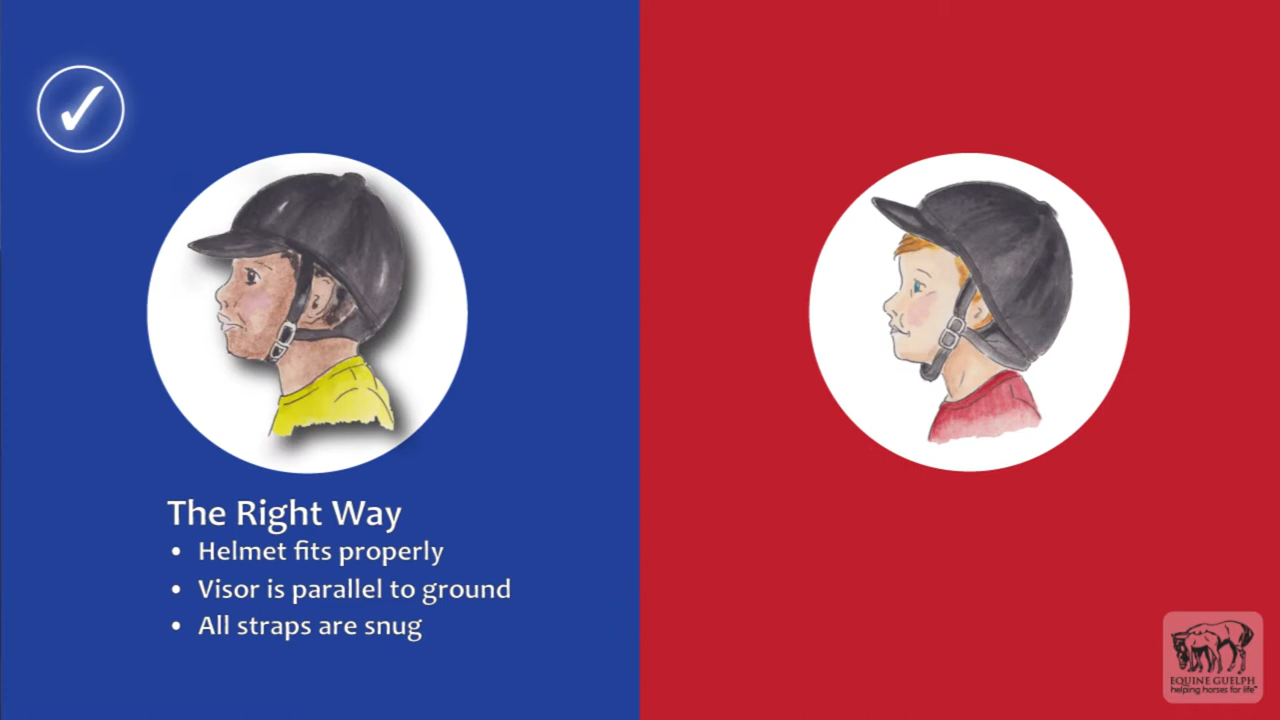 The Right Way
• Helmet fits properly
• Visor is parallel to ground
• All straps are snug
EQUINE GUELPH
helping horses for life™